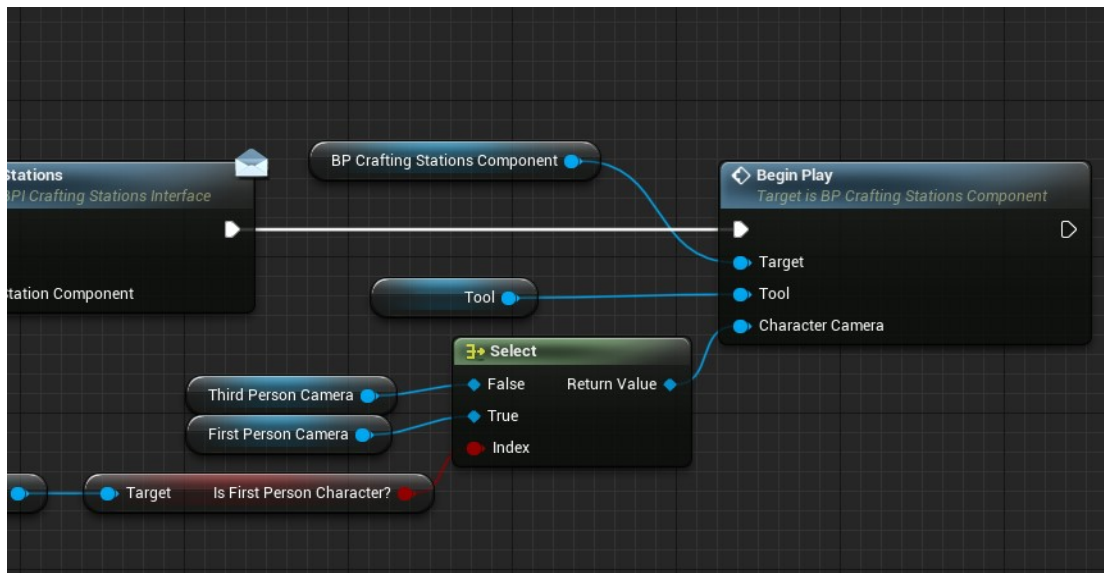 Stations
BPI Crafting Stations Interface
Station Component
BP Crafting Stations Component
Begin Play
Target is BP Crafting Stations Component
Target
Tool
Character Camera
Tool
Select
False Return Value
True
Index
Third Person Camera
First Person Camera
Target Is First Person Character?